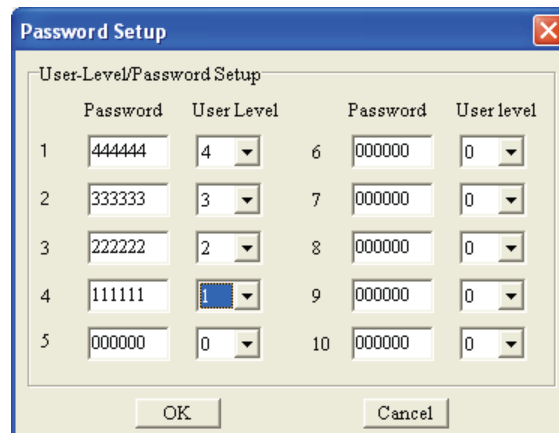 Password Setup
User-Level/Password Setup
Password User Level Password User level
1 444444 4 6 000000 0
2 333333 3 7 000000 0
3 222222 2 8 000000 0
4 111111 1 9 000000 0
5 000000 0 10 000000 0
OK Cancel